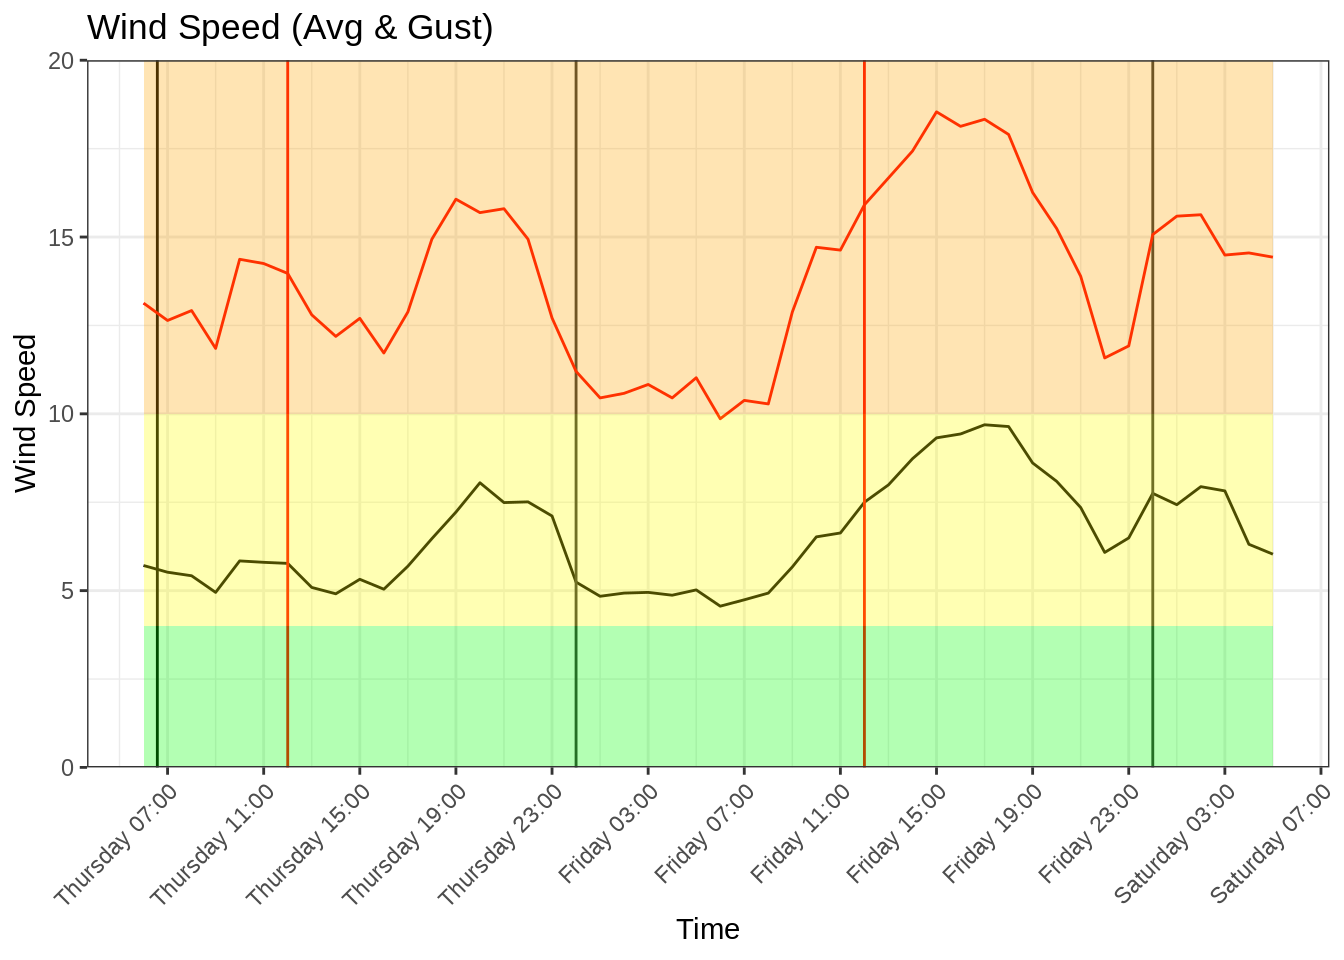 Wind Speed (Avg & Gust)
Wind Speed
20
15
10
5
0
Thursday 07:00
Thursday 11:00
Thursday 15:00
Thursday 19:00
Thursday 23:00
Friday 03:00
Friday 07:00
Friday 11:00
Friday 15:00
Friday 19:00
Friday 23:00
Saturday 03:00
Saturday 07:00
Time